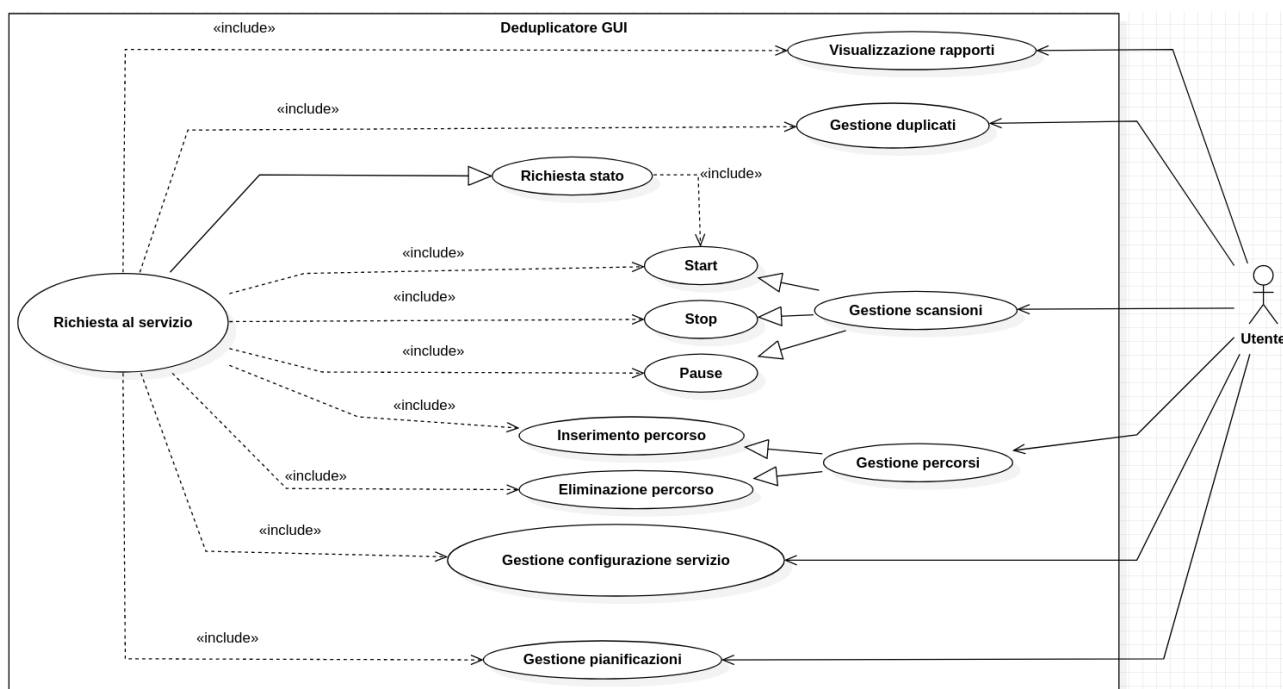 «include»
Deduplicatore GUI
Visualizzazione rapporti
«include»
Gestione duplicati
Richiesta stato
«include»
«include»
Start
«include»
Stop
Gestione scansioni
Richiesta al servizio
Utente
«include»
Pause
«include»
Inserimento percorso
Gestione percorsi
«include»
Eliminazione percorso
«include»
Gestione configurazione servizio
«include»
Gestione pianificazioni